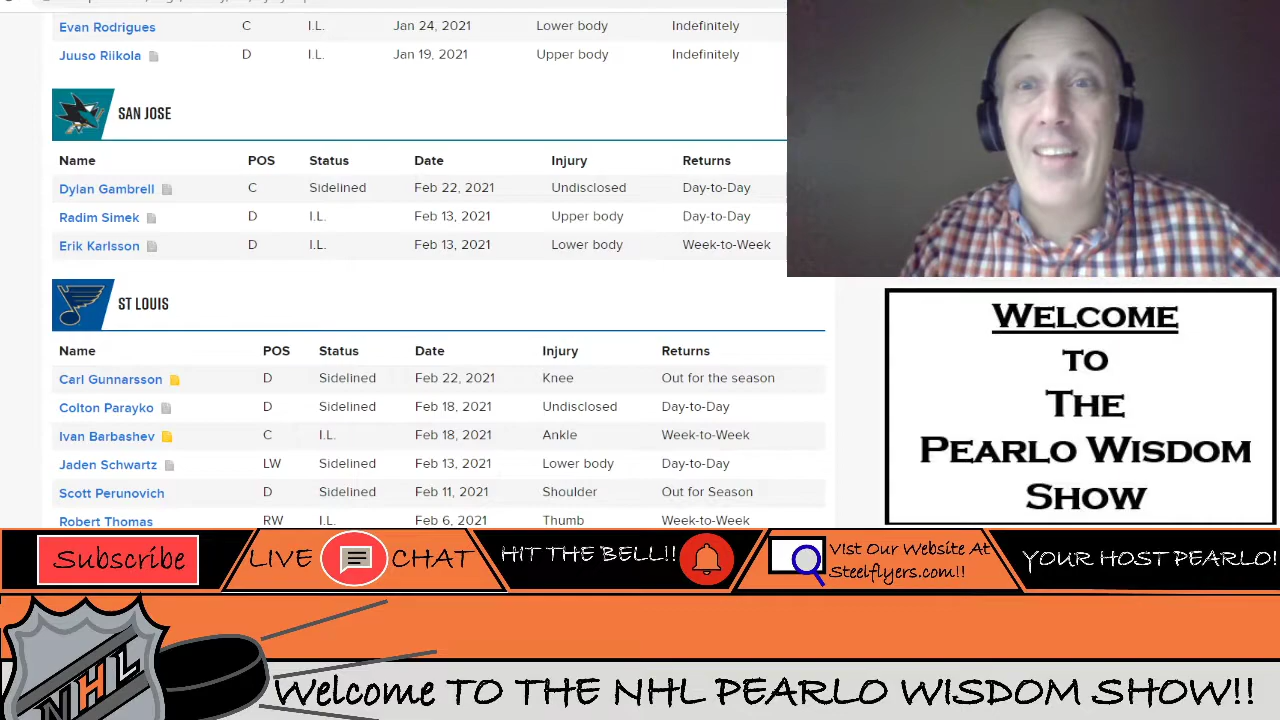 Evan Rodrigues C I.L. Jan 24, 2021 Lower body Indefinitely
Juuso Riikola D I.L. Jan 19, 2021 Upper body Indefinitely
SAN JOSE
Name POS Status Date Injury Returns
Dylan Gambrell C Sidelined Feb 22, 2021 Undisclosed Day-to-Day
Radim Simek D I.L. Feb 13, 2021 Upper body Day-to-Day
Erik Karlsson D I.L. Feb 13, 2021 Lower body Week-to-Week
ST LOUIS
Name POS Status Date Injury Returns
Carl Gunnarsson D Sidelined Feb 22, 2021 Knee Out for the season
Colton Parayko D Sidelined Feb 18, 2021 Undisclosed Day-to-Day
Ivan Barbashev C I.L. Feb 18, 2021 Ankle Week-to-Week
Jaden Schwartz LW Sidelined Feb 13, 2021 Lower body Day-to-Day
Scott Perunovich D Sidelined Feb 11, 2021 Shoulder Out for Season
Robert Thomas RW I.L. Feb 6, 2021 Thumb Week-to-Week
WELCOME
TO
THE
PEARLO WISDOM
SHOW
Subscribe
LIVE CHAT
HIT THE BELL!!
VIst Our WebsIte At
Steelflyers.com!!
YOUR HOST PEARLO!
NHL
Welcome TO THE NHL PEARLO WISDOM SHOW!!